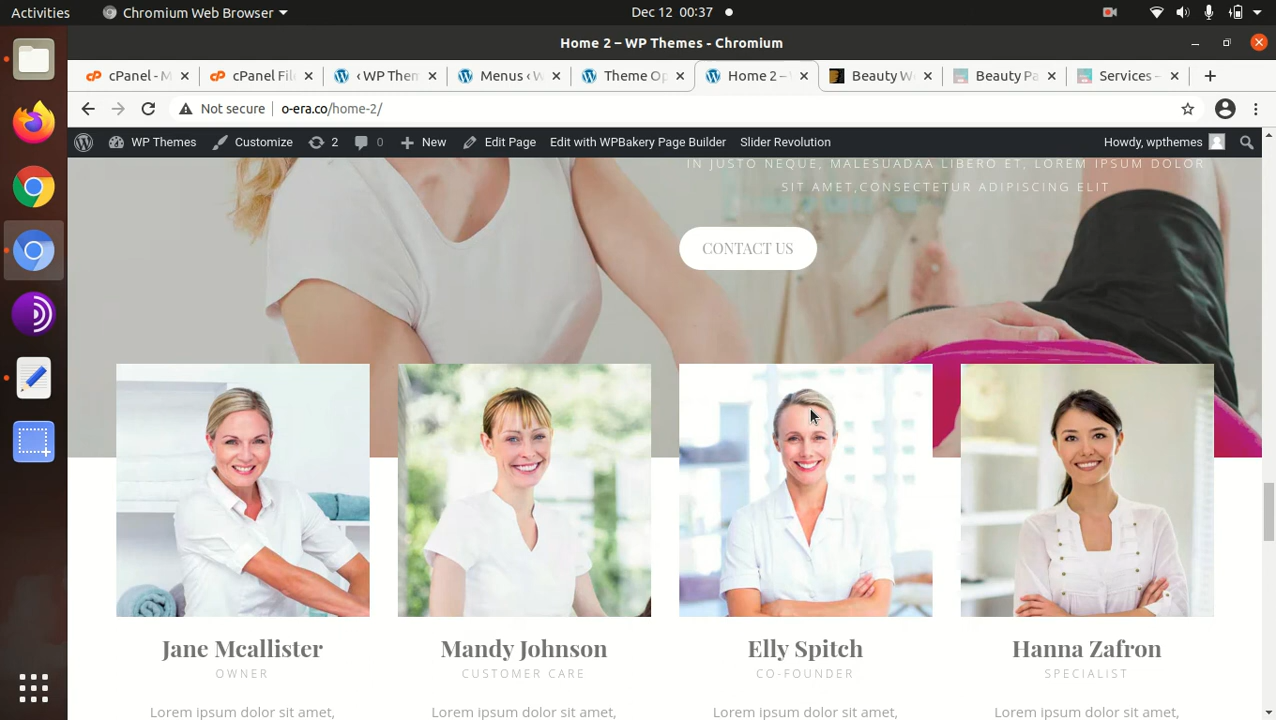 Activities
Chromium Web Browser
Dec 12 00:37
Home 2 – WP Themes - Chromium
cPanel - M
cPanel Fil
‹ WP Them
Menus ‹ W
Theme Op
Home 2 –
Beauty W
Beauty Pa
Services –
Not secure
o-era.co/home-2/
WP Themes
Customize
2
0
New
Edit Page
Edit with WPBakery Page Builder
Slider Revolution
Howdy, wpthemes
IN JUSTO NEQUE, MALESUADAA LIBERO ET, LOREM IPSUM DOLOR
SIT AMET,CONSECTETUR ADIPISCING ELIT
CONTACT US
Jane Mcallister
OWNER
Lorem ipsum dolor sit amet,
Mandy Johnson
CUSTOMER CARE
Lorem ipsum dolor sit amet,
Elly Spitch
CO-FOUNDER
Lorem ipsum dolor sit amet,
Hanna Zafron
SPECIALIST
Lorem ipsum dolor sit amet,